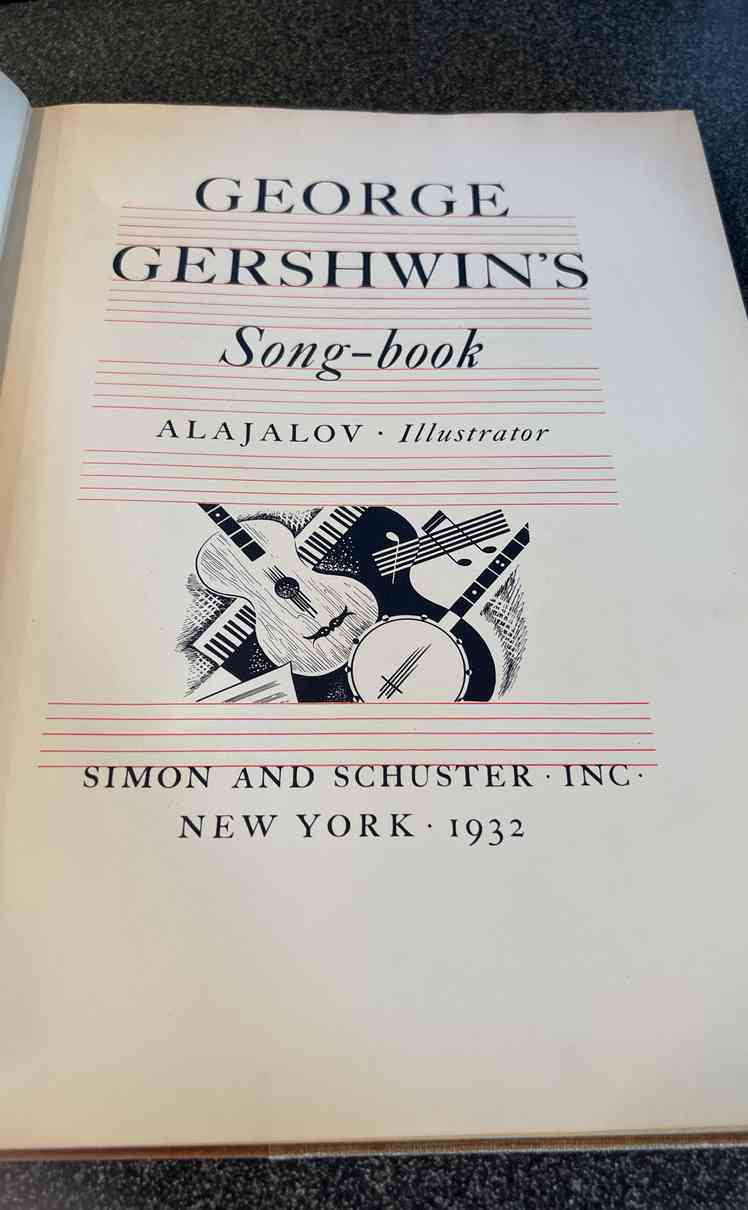 GEORGE
GERSHWIN'S
Song-book
ALAJALOV · Illustrator
SIMON AND SCHUSTER · INC ·
NEW YORK · 1932